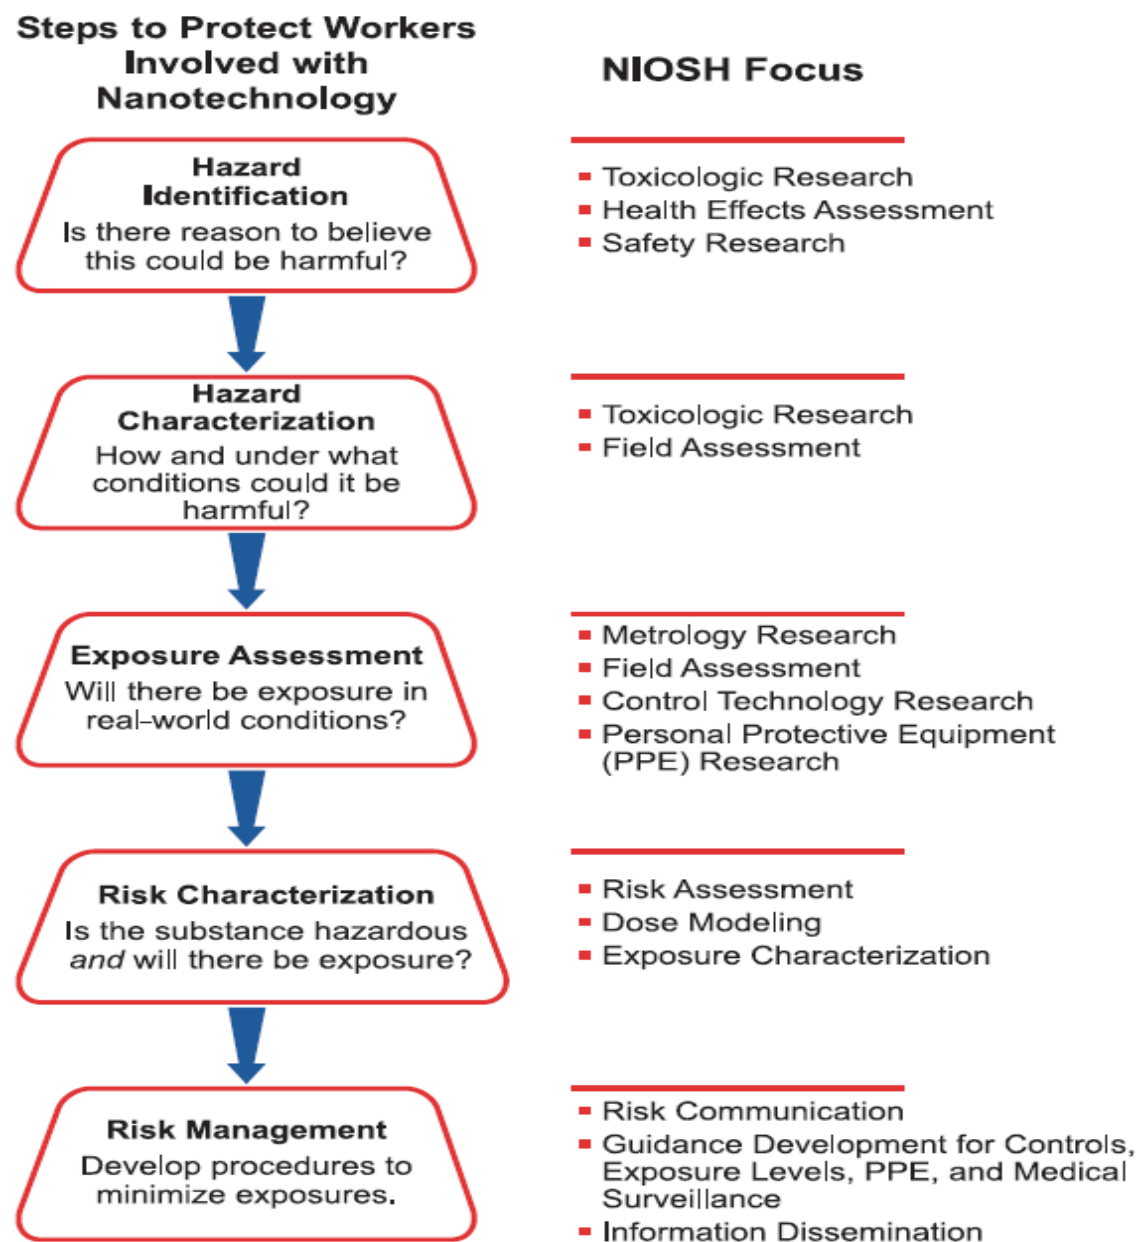 Steps to Protect Workers
Involved with
Nanotechnology
NIOSH Focus
Hazard
Identification
Is there reason to believe
this could be harmful?
▪ Toxicologic Research
▪ Health Effects Assessment
▪ Safety Research
Hazard
Characterization
How and under what
conditions could it be
harmful?
▪ Toxicologic Research
▪ Field Assessment
Exposure Assessment
Will there be exposure in
real–world conditions?
▪ Metrology Research
▪ Field Assessment
▪ Control Technology Research
▪ Personal Protective Equipment
(PPE) Research
Risk Characterization
Is the substance hazardous
and will there be exposure?
▪ Risk Assessment
▪ Dose Modeling
▪ Exposure Characterization
Risk Management
Develop procedures to
minimize exposures.
▪ Risk Communication
▪ Guidance Development for Controls,
Exposure Levels, PPE, and Medical
Surveillance
▪ Information Dissemination